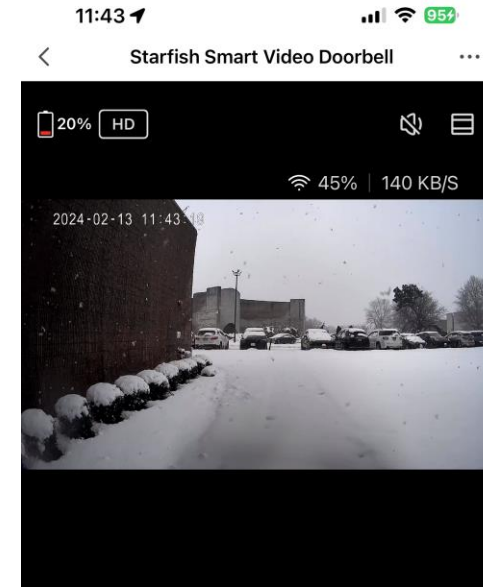 11:43 95
Starfish Smart Video Doorbell
20% HD
45% | 140 KB/S
2024-02-13 11:43